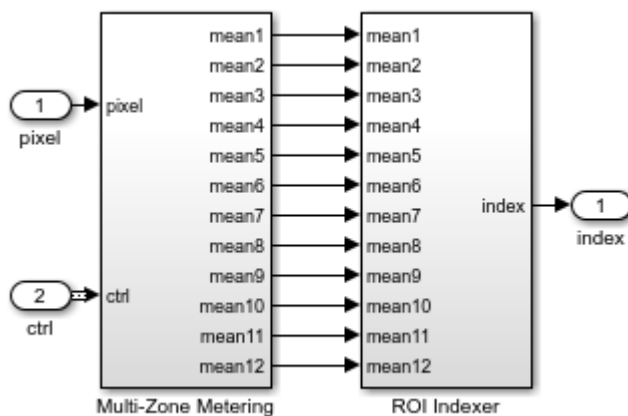 mean1 mean1
mean2 mean2
mean3 mean3
1 pixel
pixel
mean4 mean4
mean5 mean5
mean6 mean6
mean7 mean7
index 1
mean8 mean8
index
mean9 mean9
2 ctrl
ctrl
mean10 mean10
mean11 mean11
mean12 mean12
Multi-Zone Metering ROI Indexer